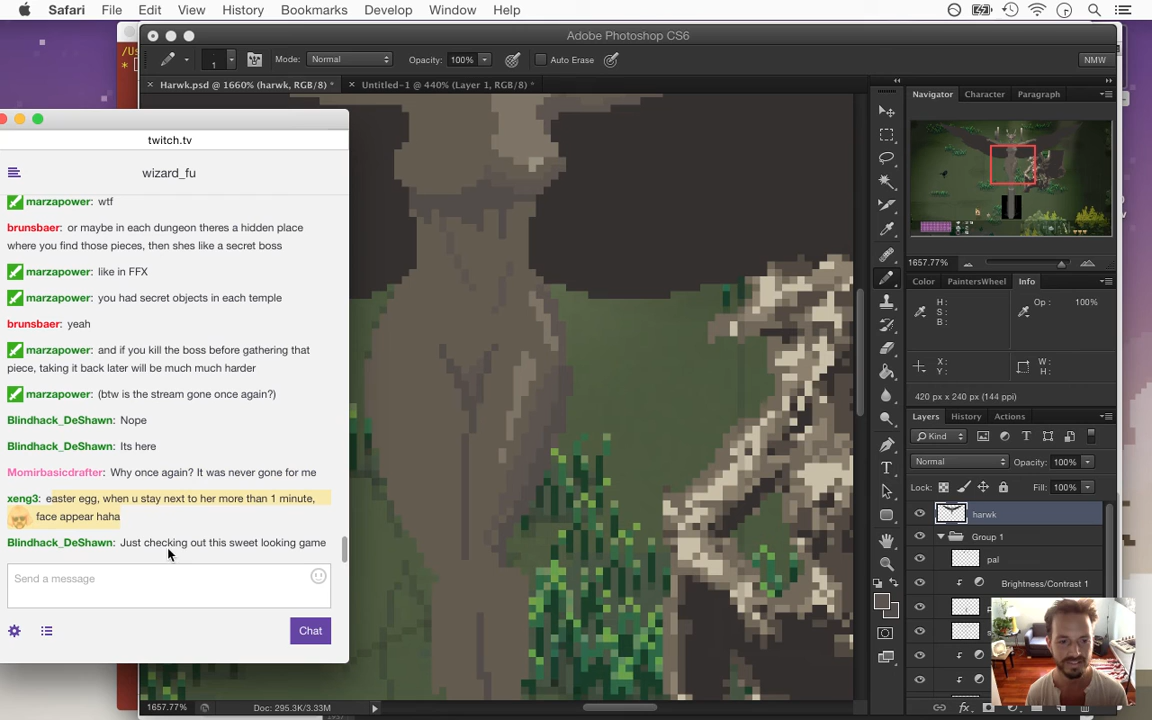 Safari File Edit View History Bookmarks Develop Window Help
Adobe Photoshop CS6
/Us
*
1 Mode: Normal Opacity: 100% Auto Erase NMW
Harwk.psd @ 1660% (harwk, RGB/8) * Untitled-1 @ 440% (Layer 1, RGB/8) *
twitch.tv
wizard_fu
marzapower: wtf
brunsbaer: or maybe in each dungeon theres a hidden place
where you find those pieces, then shes like a secret boss
marzapower: like in FFX
marzapower: you had secret objects in each temple
brunsbaer: yeah
marzapower: and if you kill the boss before gathering that
piece, taking it back later will be much much harder
marzapower: (btw is the stream gone once again?)
Blindhack_DeShawn: Nope
Blindhack_DeShawn: Its here
Momirbasicdrafter: Why once again? It was never gone for me
xeng3: easter egg, when u stay next to her more than 1 minute,
face appear haha
Blindhack_DeShawn: Just checking out this sweet looking game
Send a message
Chat
1657.77% Doc: 295.3K/3.33M
Navigator Character Paragraph
1657.77%
Color PaintersWheel Info
H: Op: 100%
S:
B:
X: W:
Y: H:
420 px x 240 px (144 ppi)
Layers History Actions
Kind
Normal Opacity: 100%
Lock: Fill: 100%
harwk
Group 1
pal
Brightness/Contrast 1